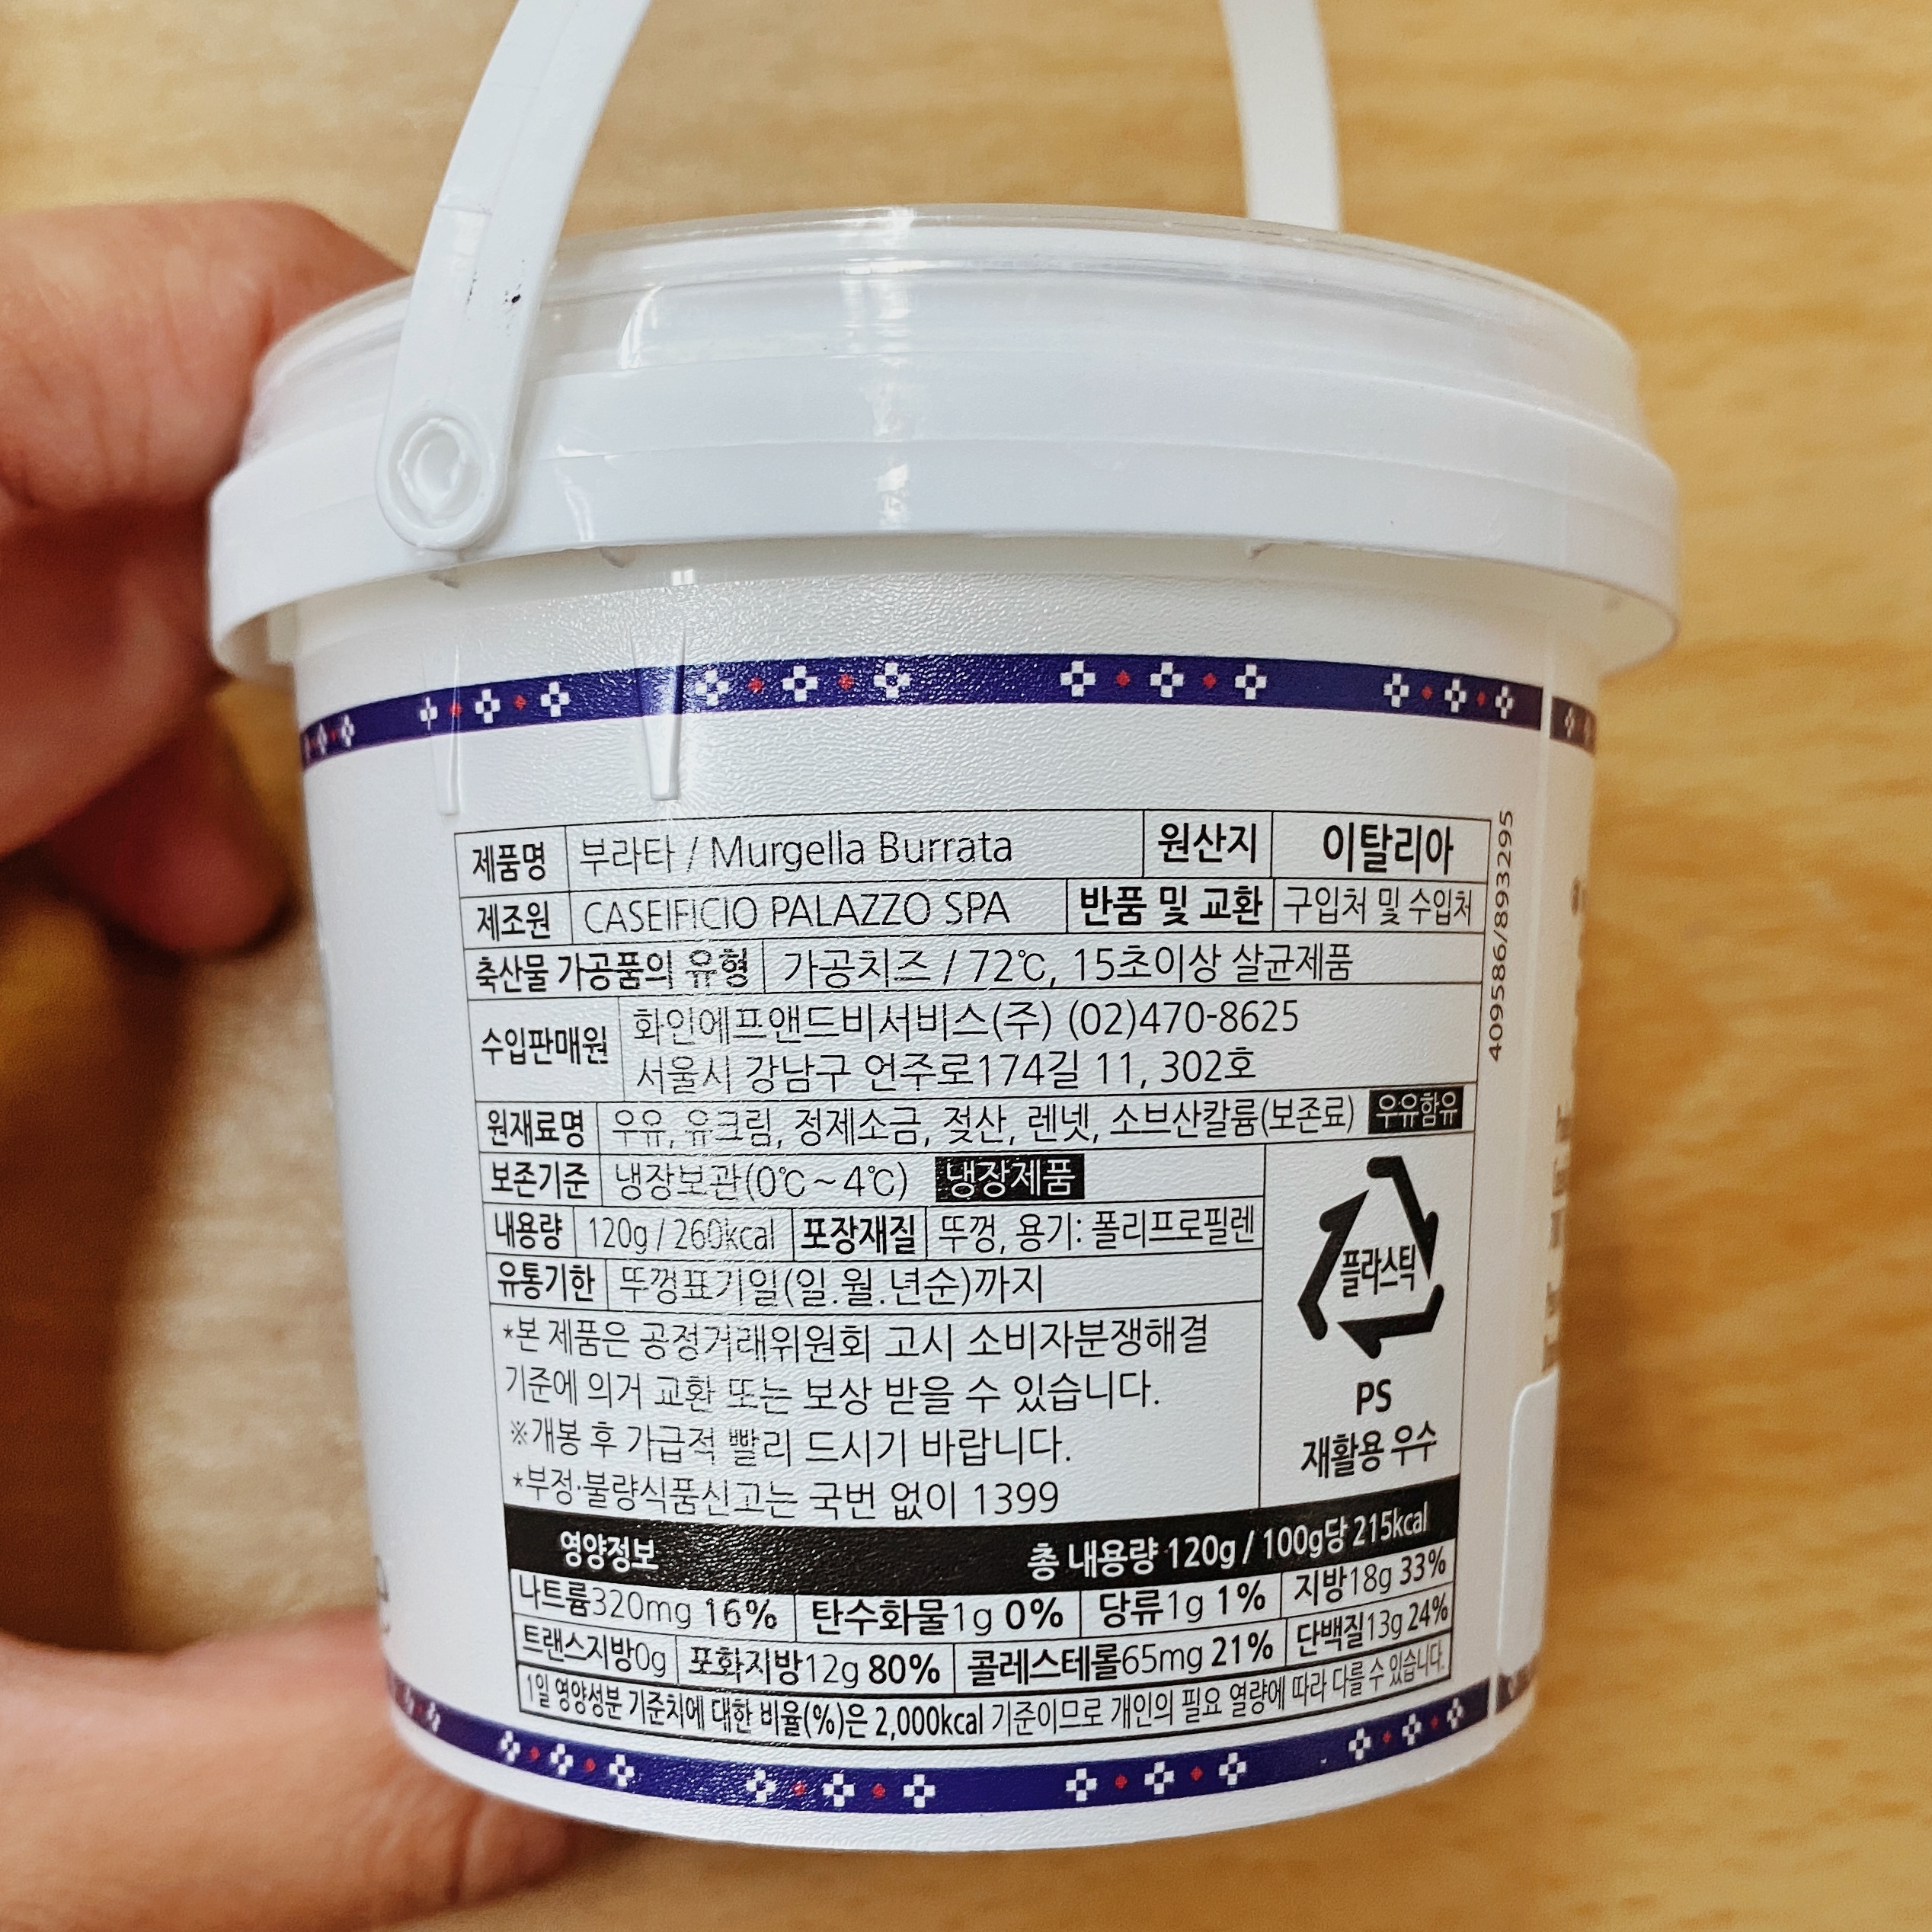 제품명 부라타 / Murgella Burrata 원산지 이탈리아
제조원 CASEIFICIO PALAZZO SPA 반품 및 교환 구입처 및 수입처
축산물 가공품의 유형 가공치즈 / 72℃, 15초이상 살균제품
수입판매원 화인에프앤드비서비스(주) (02)470-8625
서울시 강남구 언주로174길 11, 302호
원재료명 우유, 유크림, 정제소금, 젖산, 렌넷, 소브산칼륨(보존료) 우유함유
보존기준 냉장보관(0℃~4℃) 냉장제품
내용량 120g / 260kcal 포장재질 뚜껑, 용기: 폴리프로필렌
유통기한 뚜껑표기일(일.월.년순)까지
*본 제품은 공정거래위원회 고시 소비자분쟁해결
기준에 의거 교환 또는 보상 받을 수 있습니다.
※개봉 후 가급적 빨리 드시기 바랍니다.
*부정·불량식품신고는 국번 없이 1399
플라스틱
PS
재활용 우수
영양정보 총 내용량 120g / 100g당 215kcal
나트륨320mg 16% 탄수화물1g 0% 당류1g 1% 지방18g 33%
트랜스지방0g 포화지방12g 80% 콜레스테롤65mg 21% 단백질13g 24%
1일 영양성분 기준치에 대한 비율(%)은 2,000kcal 기준이므로 개인의 필요 열량에 따라 다를 수 있습니다.
409586/893295